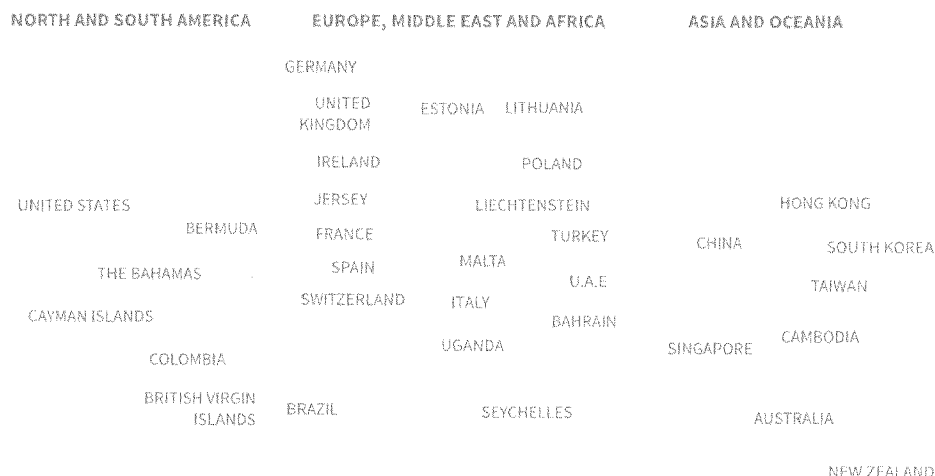 NORTH AND SOUTH AMERICA
UNITED STATES
BERMUDA
THE BAHAMAS
CAYMAN ISLANDS
COLOMBIA
BRITISH VIRGIN
ISLANDS
BRAZIL
EUROPE, MIDDLE EAST AND AFRICA
GERMANY
UNITED
KINGDOM
ESTONIA
LITHUANIA
IRELAND
POLAND
JERSEY
LIECHTENSTEIN
FRANCE
TURKEY
SPAIN
MALTA
U.A.E
SWITZERLAND
ITALY
BAHRAIN
UGANDA
SEYCHELLES
ASIA AND OCEANIA
HONG KONG
CHINA
SOUTH KOREA
TAIWAN
CAMBODIA
SINGAPORE
AUSTRALIA
NEW ZEALAND